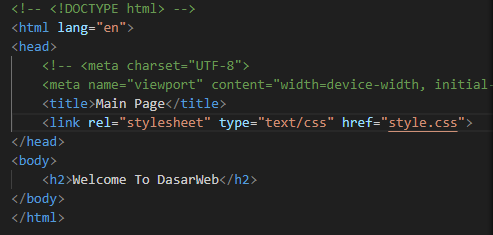 <!-- <!DOCTYPE html> -->
<html lang="en">
<head>
<!-- <meta charset="UTF-8">
<meta name="viewport" content="width=device-width, initial-
<title>Main Page</title>
<link rel="stylesheet" type="text/css" href="style.css">
</head>
<body>
<h2>Welcome To DasarWeb</h2>
</body>
</html>